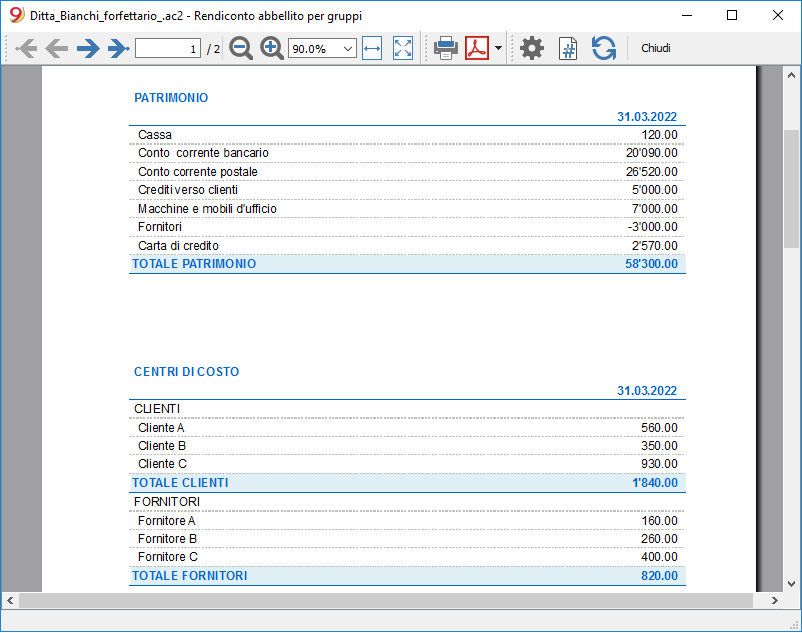 Ditta_Bianchi_forfettario_.ac2 - Rendiconto abbellito per gruppi
1 / 2 90.0% Chiudi
PATRIMONIO
31.03.2022
Cassa 120.00
Conto corrente bancario 20'090.00
Conto corrente postale 26'520.00
Crediti verso clienti 5'000.00
Macchine e mobili d'ufficio 7'000.00
Fornitori -3'000.00
Carta di credito 2'570.00
TOTALE PATRIMONIO 58'300.00
CENTRI DI COSTO
31.03.2022
CLIENTI
Cliente A 560.00
Cliente B 350.00
Cliente C 930.00
TOTALE CLIENTI 1'840.00
FORNITORI
Fornitore A 160.00
Fornitore B 260.00
Fornitore C 400.00
TOTALE FORNITORI 820.00